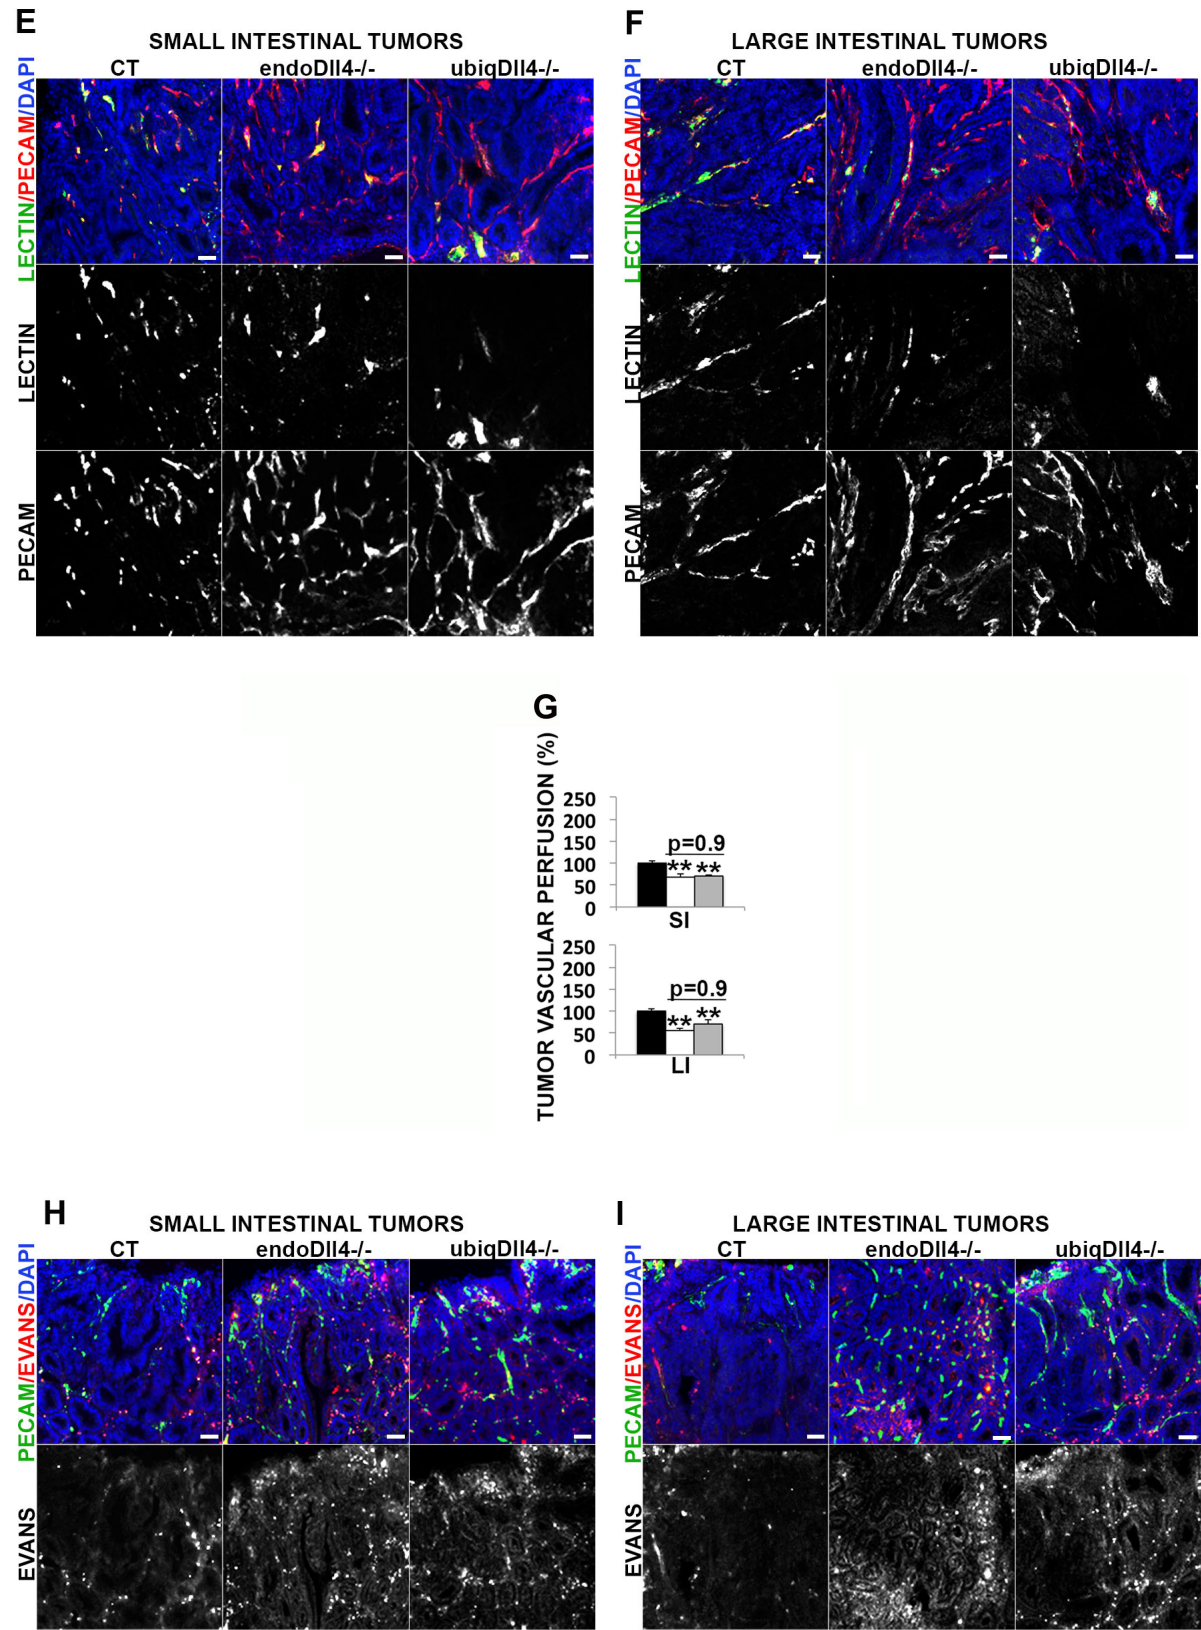 E
SMALL INTESTINAL TUMORS
CT
endoDll4-/-
ubiqDll4-/-
LECTIN/PECAM/DAPI
LECTIN
PECAM
F
LARGE INTESTINAL TUMORS
CT
endoDll4-/-
ubiqDll4-/-
LECTIN/PECAM/DAPI
LECTIN
PECAM
G
TUMOR VASCULAR PERFUSION (%)
250
200
150
100
50
0
p=0.9
** **
SI
250
200
150
100
50
0
p=0.9
** **
LI
H
SMALL INTESTINAL TUMORS
CT
endoDll4-/-
ubiqDll4-/-
PECAM/EVANS/DAPI
EVANS
I
LARGE INTESTINAL TUMORS
CT
endoDll4-/-
ubiqDll4-/-
PECAM/EVANS/DAPI
EVANS